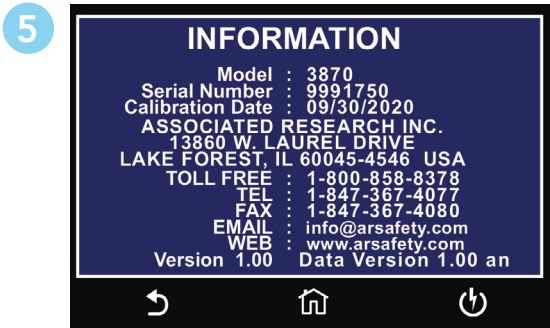 5
INFORMATION
Model : 3870
Serial Number : 9991750
Calibration Date : 09/30/2020
ASSOCIATED RESEARCH INC.
13860 W. LAUREL DRIVE
LAKE FOREST, IL 60045-4546 USA
TOLL FREE : 1-800-858-8378
TEL : 1-847-367-4077
FAX : 1-847-367-4080
EMAIL : info@arsafety.com
WEB : www.arsafety.com
Version 1.00 Data Version 1.00 an